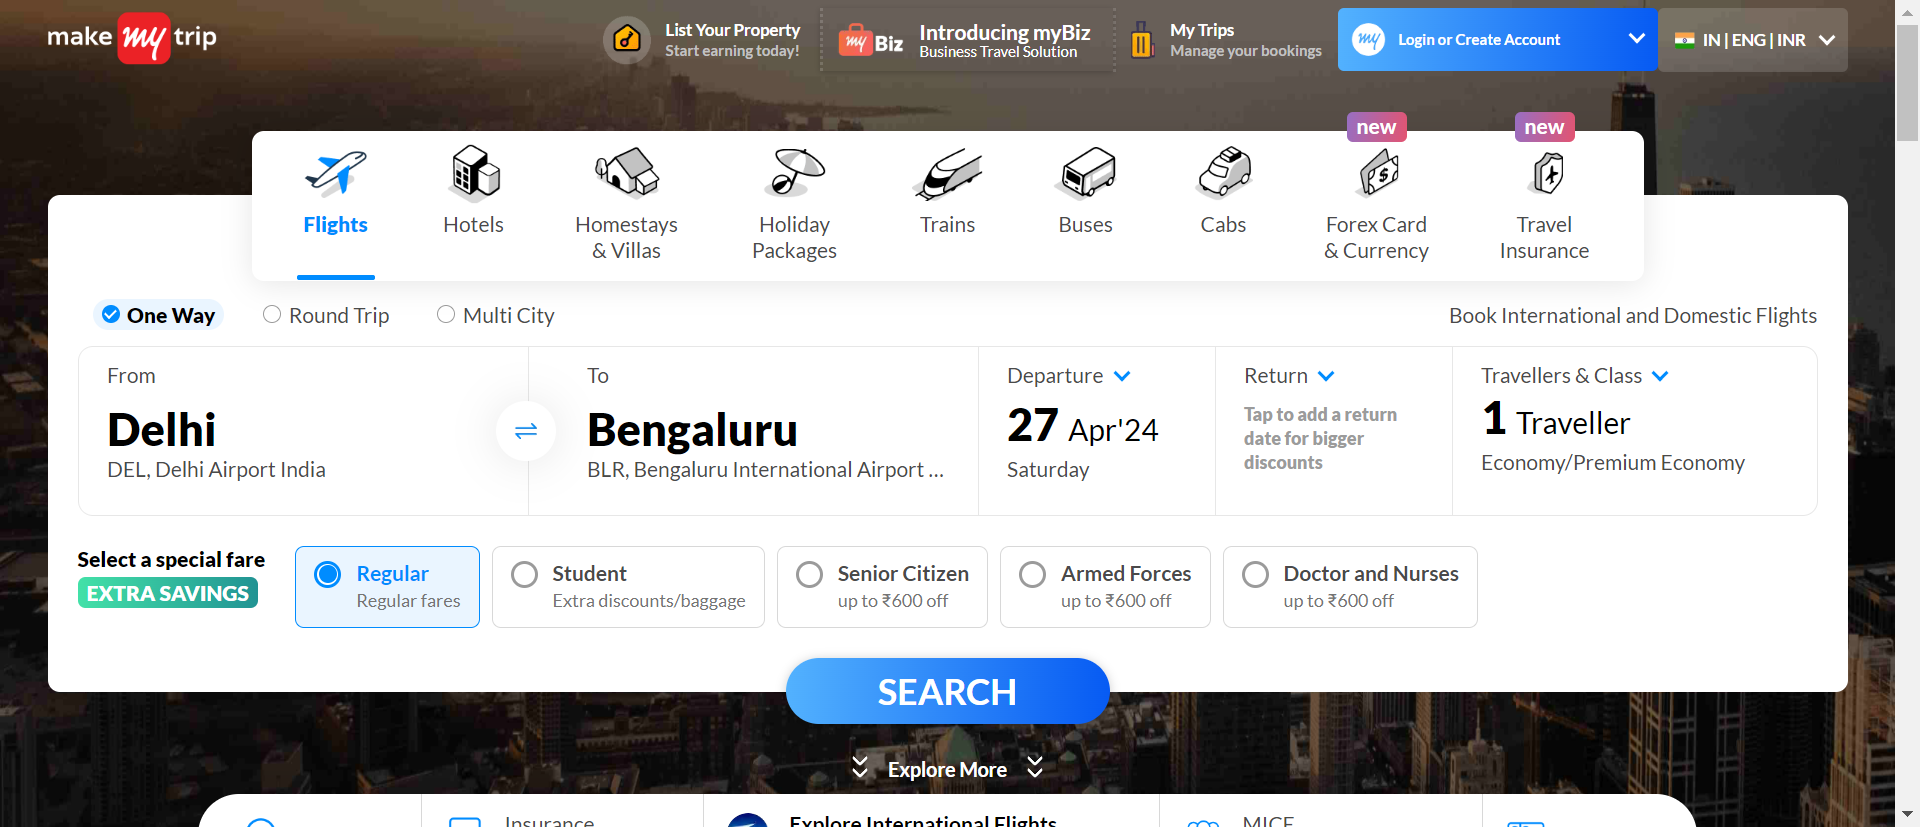 make my trip
List Your Property
Start earning today!
my Biz
Introducing myBiz
Business Travel Solution
My Trips
Manage your bookings
my
Login or Create Account
IN | ENG | INR
new
new
Flights
Hotels
Homestays
& Villas
Holiday
Packages
Trains
Buses
Cabs
Forex Card
& Currency
Travel
Insurance
One Way
Round Trip
Multi City
Book International and Domestic Flights
From
Delhi
DEL, Delhi Airport India
To
Bengaluru
BLR, Bengaluru International Airport ...
Departure
27 Apr'24
Saturday
Return
Tap to add a return
date for bigger
discounts
Travellers & Class
1 Traveller
Economy/Premium Economy
Select a special fare
EXTRA SAVINGS
Regular
Regular fares
Student
Extra discounts/baggage
Senior Citizen
up to ₹600 off
Armed Forces
up to ₹600 off
Doctor and Nurses
up to ₹600 off
SEARCH
Explore More
Insurance
Explore International Flights
MICE